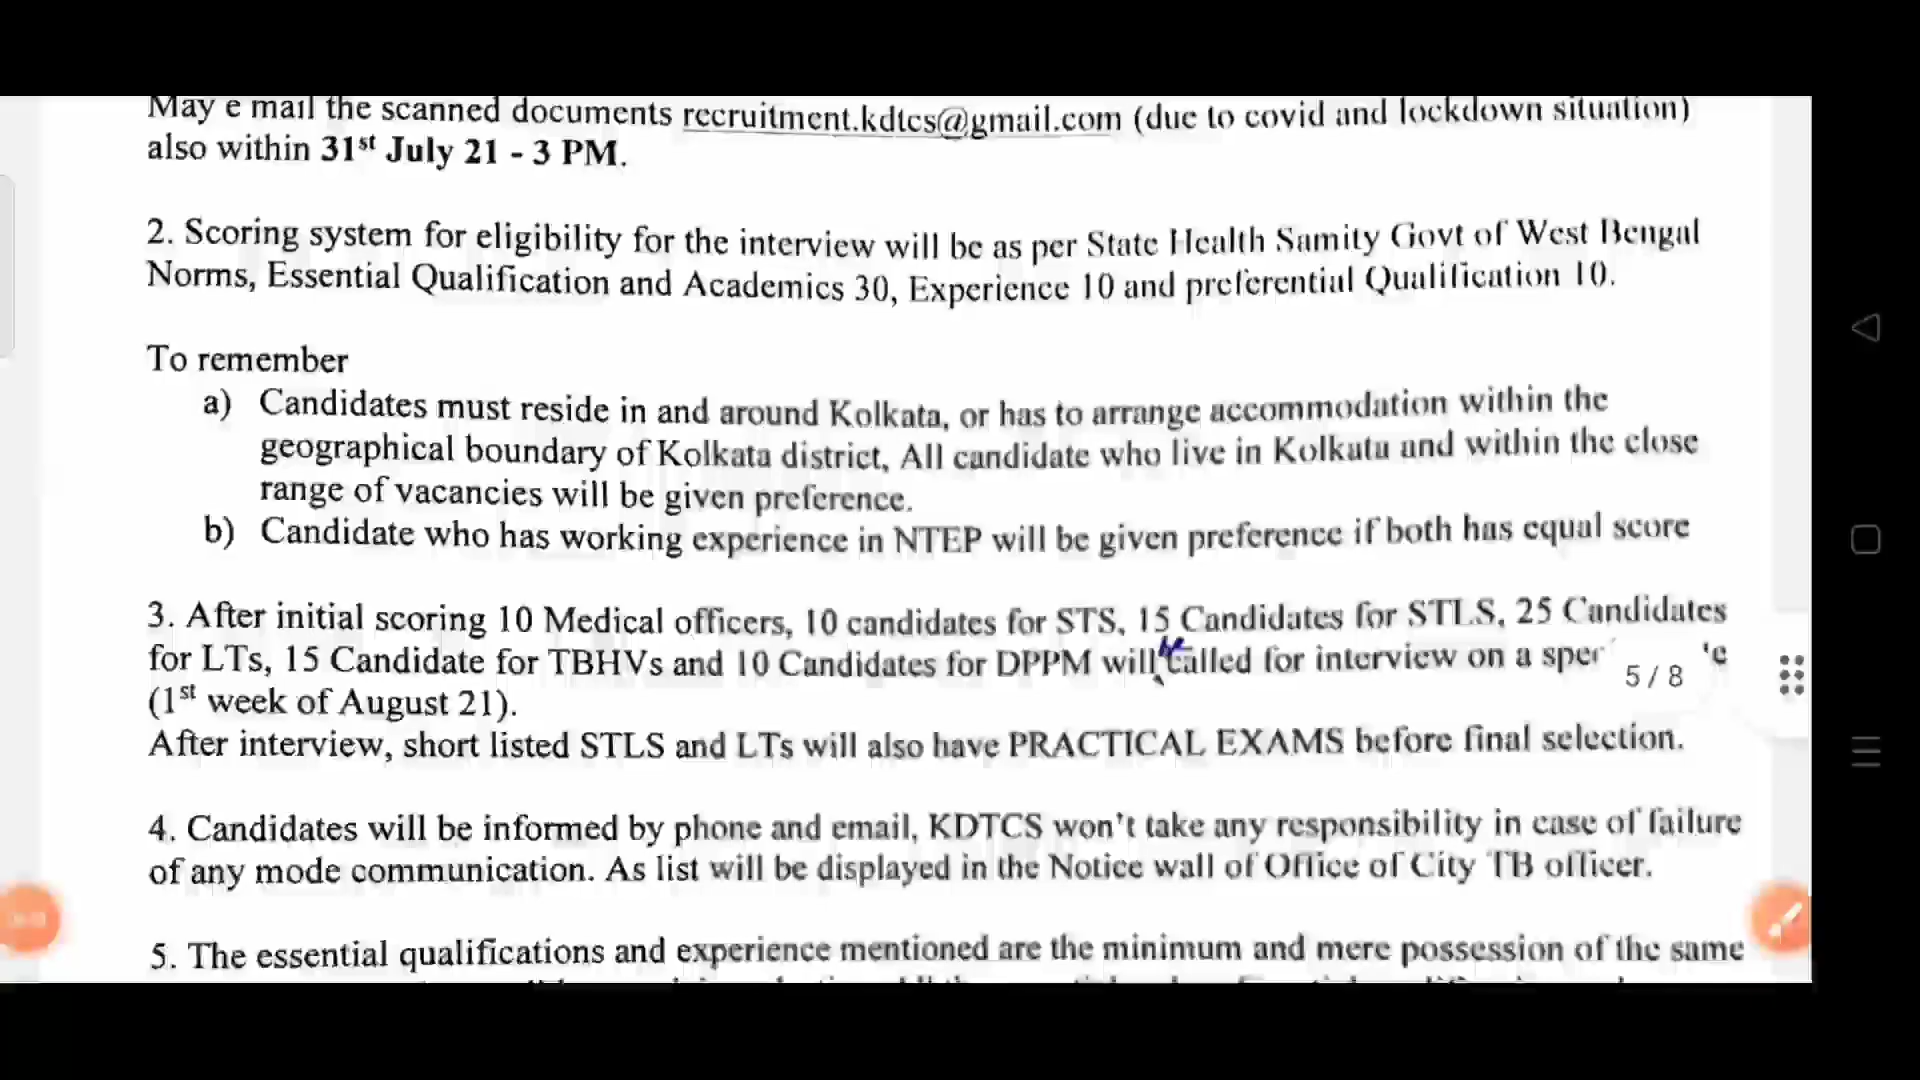 May e mail the scanned documents recruitment.kdtcs@gmail.com (due to covid and lockdown situation)
also within 31st July 21 - 3 PM.
2. Scoring system for eligibility for the interview will be as per State Health Samity Govt of West Bengal
Norms, Essential Qualification and Academics 30, Experience 10 and preferential Qualification 10.
To remember
a) Candidates must reside in and around Kolkata, or has to arrange accommodation within the
geographical boundary of Kolkata district, All candidate who live in Kolkata and within the close
range of vacancies will be given preference.
b) Candidate who has working experience in NTEP will be given preference if both has equal score
3. After initial scoring 10 Medical officers, 10 candidates for STS, 15 Candidates for STLS, 25 Candidates
for LTs, 15 Candidate for TBHVs and 10 Candidates for DPPM will be called for interview on a
5 / 8
(1st week of August 21).
After interview, short listed STLS and LTs will also have PRACTICAL EXAMS before final selection.
4. Candidates will be informed by phone and email, KDTCS won't take any responsibility in case of failure
of any mode communication. As list will be displayed in the Notice wall of Office of City TB officer.
5. The essential qualifications and experience mentioned are the minimum and mere possession of the same